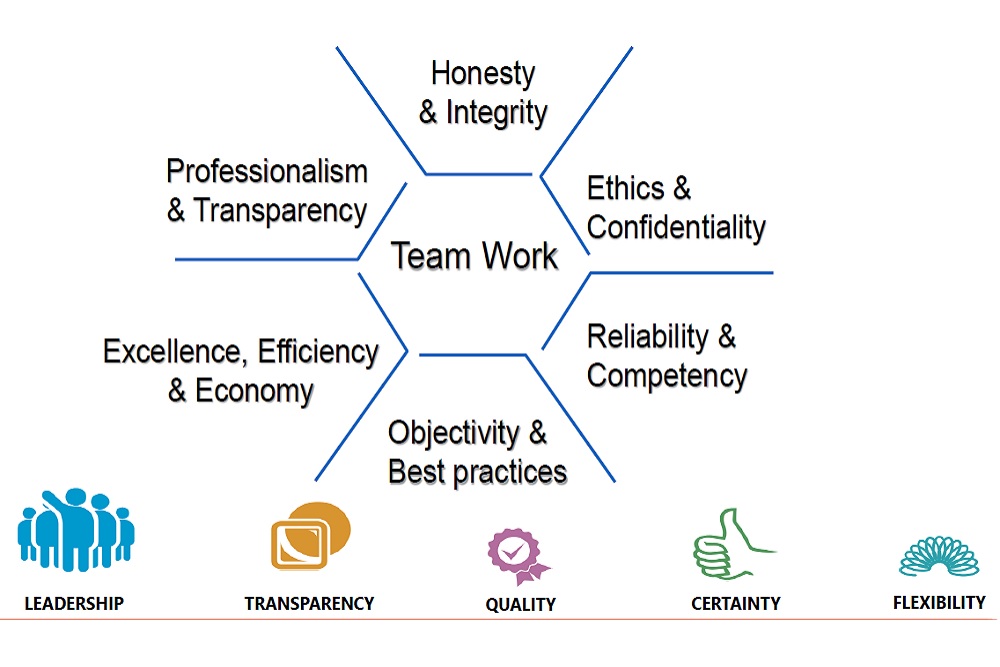 Honesty
& Integrity
Professionalism
& Transparency
Ethics &
Confidentiality
Team Work
Excellence, Efficiency
& Economy
Reliability &
Competency
Objectivity &
Best practices
LEADERSHIP
TRANSPARENCY
QUALITY
CERTAINTY
FLEXIBILITY